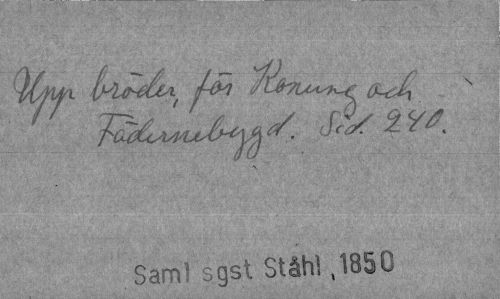 Upp bröder, för Konung och
Fädernebygd. Sid. 240.
Saml sgst Ståhl, 1850